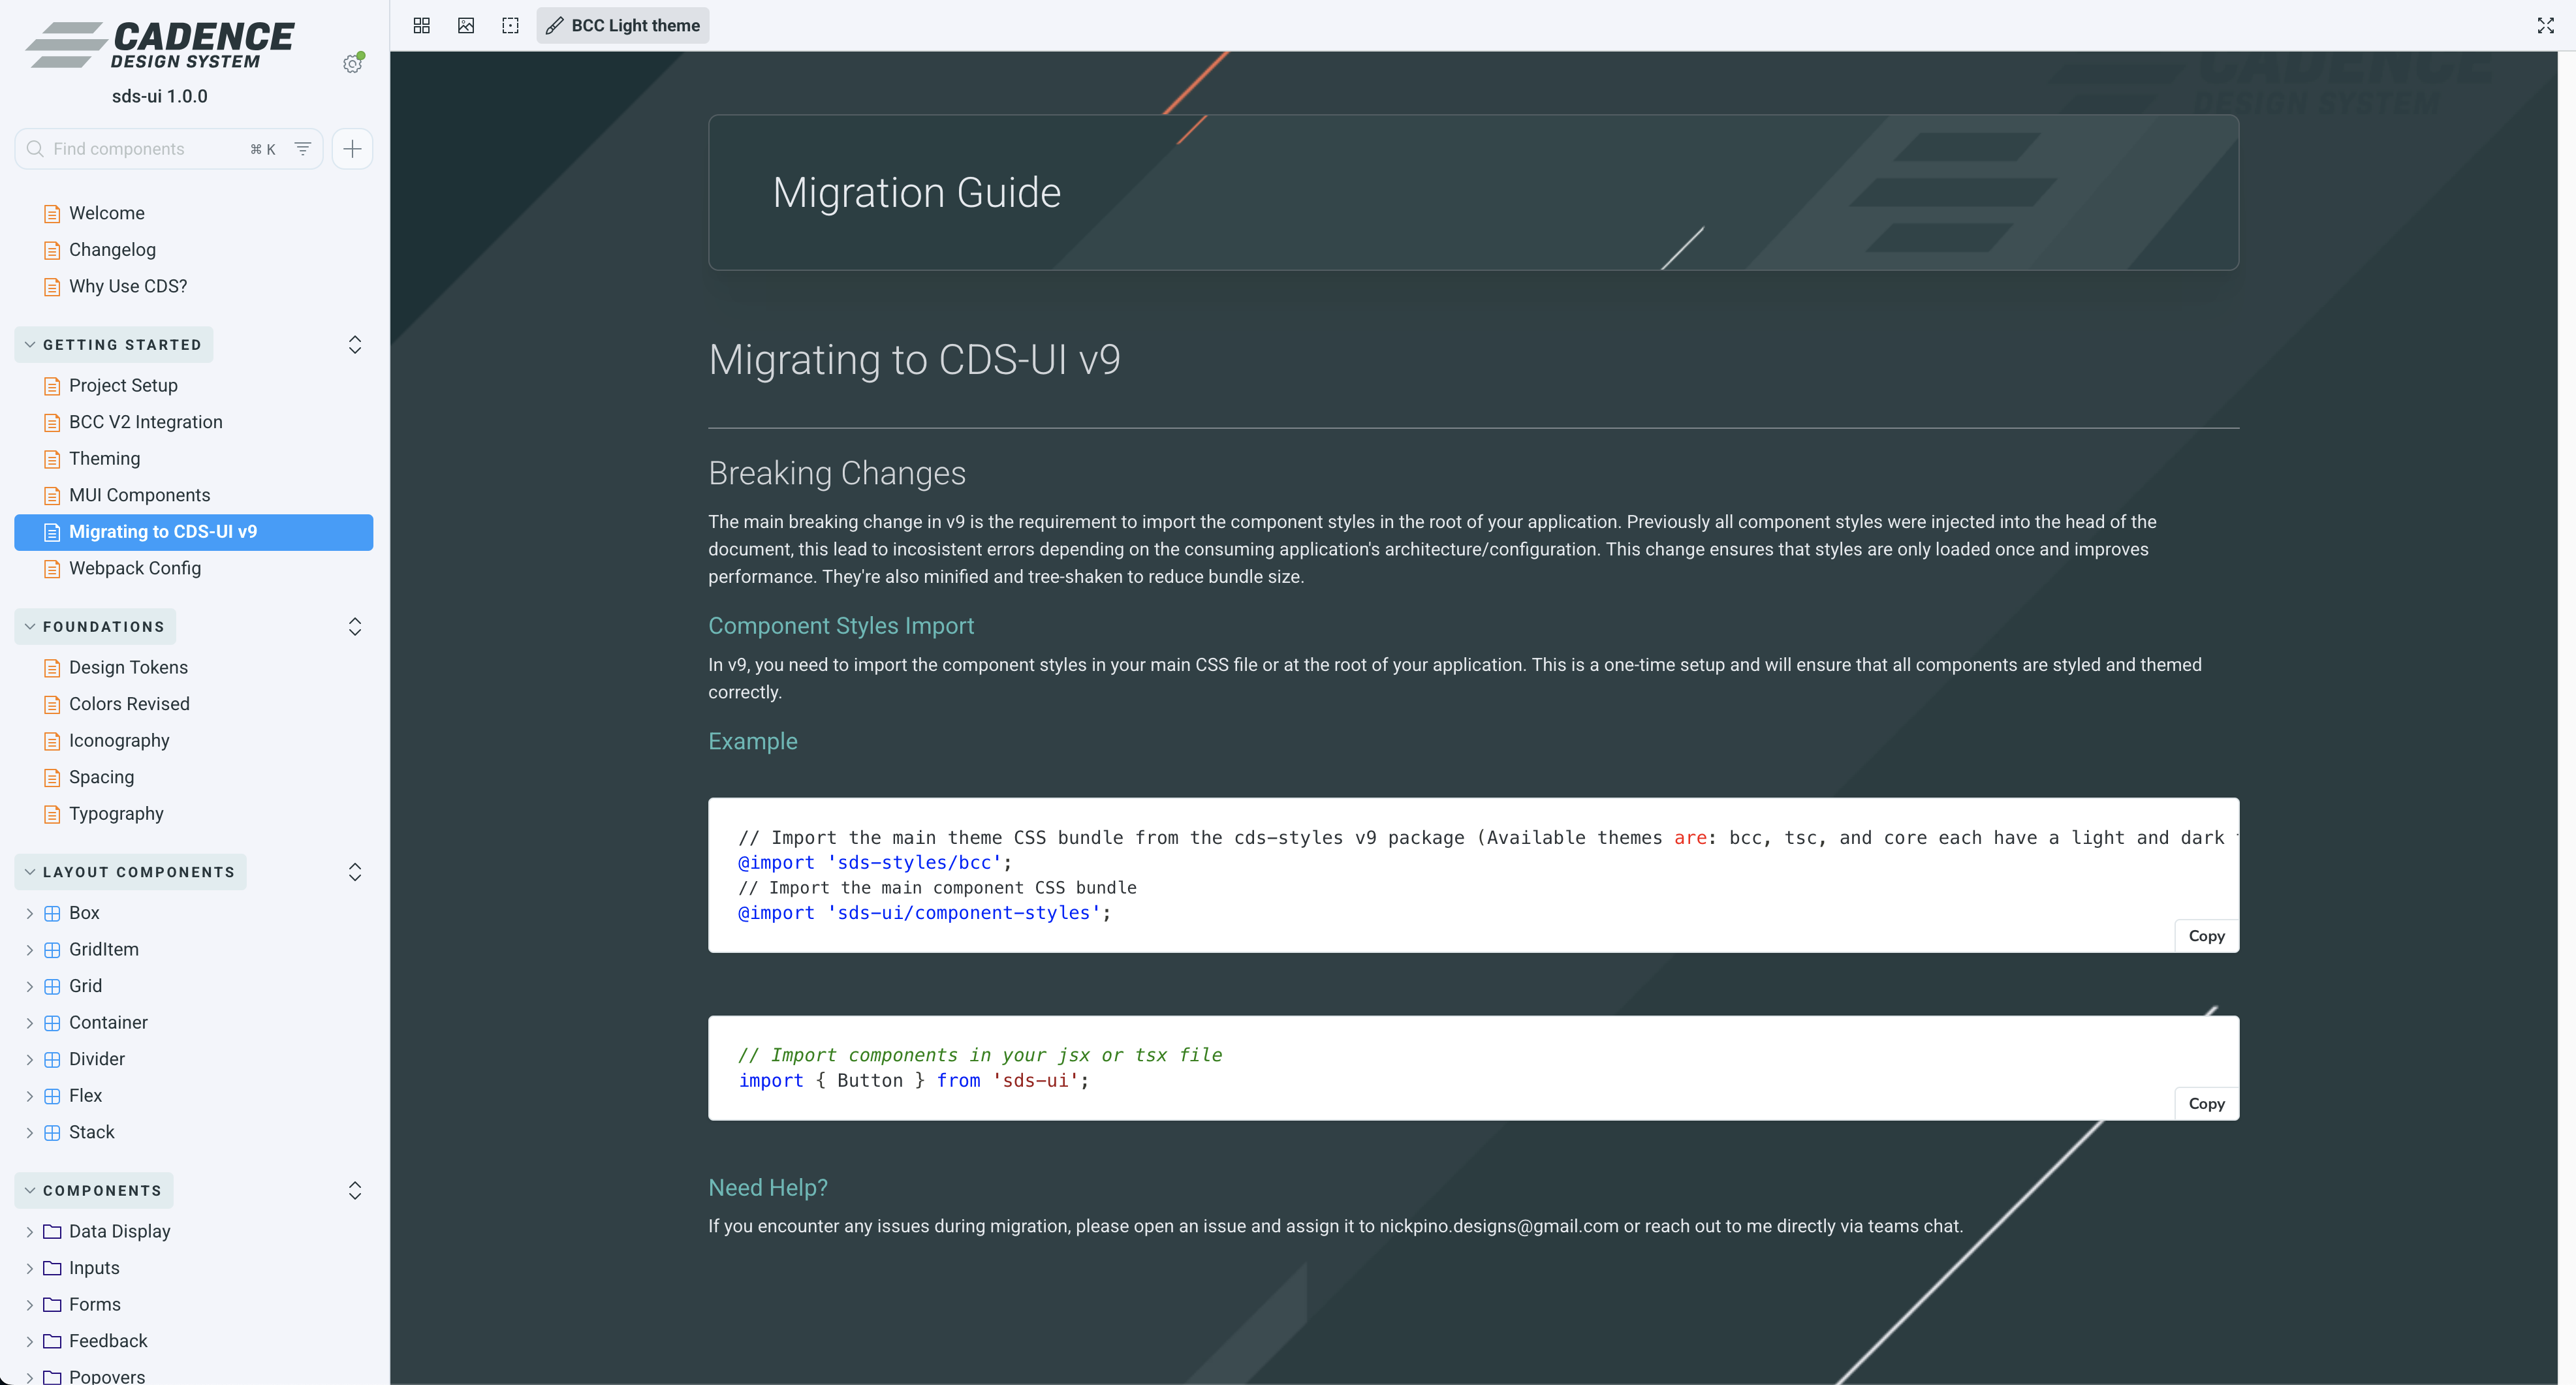 CADENCE
DESIGN SYSTEM
sds-ui 1.0.0
Find components
⌘ K
Welcome
Changelog
Why Use CDS?
GETTING STARTED
Project Setup
BCC V2 Integration
Theming
MUI Components
Migrating to CDS-UI v9
Webpack Config
FOUNDATIONS
Design Tokens
Colors Revised
Iconography
Spacing
Typography
LAYOUT COMPONENTS
Box
GridItem
Grid
Container
Divider
Flex
Stack
COMPONENTS
Data Display
Inputs
Forms
Feedback
Popovers
BCC Light theme
CADENCE
DESIGN SYSTEM
Migration Guide
Migrating to CDS-UI v9
Breaking Changes
The main breaking change in v9 is the requirement to import the component styles in the root of your application. Previously all component styles were injected into the head of the
document, this lead to incosistent errors depending on the consuming application's architecture/configuration. This change ensures that styles are only loaded once and improves
performance. They're also minified and tree-shaken to reduce bundle size.
Component Styles Import
In v9, you need to import the component styles in your main CSS file or at the root of your application. This is a one-time setup and will ensure that all components are styled and themed
correctly.
Example
// Import the main theme CSS bundle from the cds-styles v9 package (Available themes are: bcc, tsc, and core each have a light and dark
@import 'sds-styles/bcc';
// Import the main component CSS bundle
@import 'sds-ui/component-styles';
Copy
// Import components in your jsx or tsx file
import { Button } from 'sds-ui';
Copy
Need Help?
If you encounter any issues during migration, please open an issue and assign it to nickpino.designs@gmail.com or reach out to me directly via teams chat.